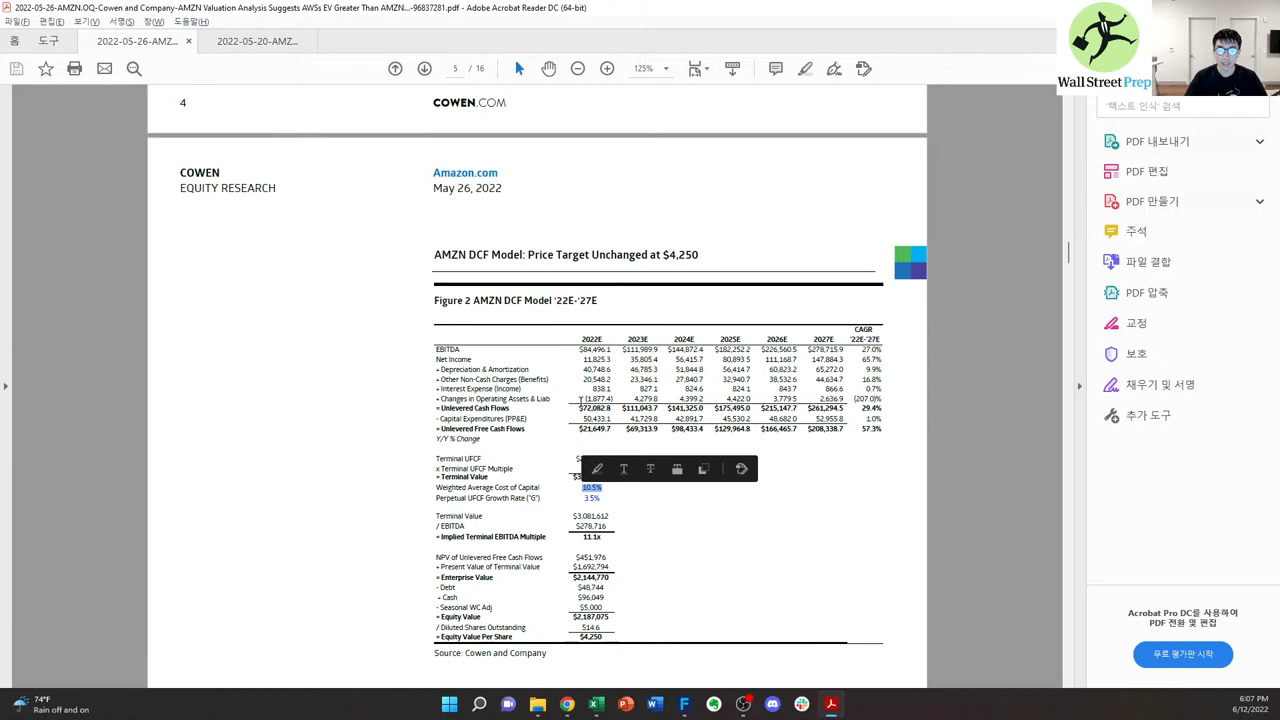 2022-05-26-AMZN.OQ-Cowen and Company-AMZN Valuation Analysis Suggests AWSs EV Greater Than AMZN...-96837281.pdf - Adobe Acrobat Reader DC (64-bit)
파일(F) 편집(E) 보기(V) 서명(S) 창(W) 도움말(H)
홈 도구 2022-05-26-AMZ... × 2022-05-20-AMZ...
5 / 16 125%
Wall Street Prep
'텍스트 인식' 검색
PDF 내보내기
PDF 편집
PDF 만들기
주석
파일 결합
PDF 압축
교정
보호
채우기 및 서명
추가 도구
Acrobat Pro DC를 사용하여
PDF 전환 및 편집
무료 평가판 시작
4 COWEN.COM
COWEN Amazon.com
EQUITY RESEARCH May 26, 2022
AMZN DCF Model: Price Target Unchanged at $4,250
Figure 2 AMZN DCF Model '22E-'27E
CAGR
2022E 2023E 2024E 2025E 2026E 2027E '22E-'27E
EBITDA $84,496.1 $111,989.9 $144,872.4 $182,252.2 $226,560.5 $278,715.9 27.0%
Net Income 11,825.3 35,805.4 56,415.7 80,893.5 111,168.7 147,884.3 65.7%
+ Depreciation & Amortization 40,748.6 46,785.3 51,844.8 56,414.7 60,823.2 65,272.0 9.9%
+ Other Non-Cash Charges (Benefits) 20,548.2 23,346.1 27,840.7 32,940.7 38,532.6 44,634.7 16.8%
+ Interest Expense (Income) 838.1 827.1 824.6 824.1 843.7 866.6 0.7%
+ Changes in Operating Assets & Liab (1,877.4) 4,279.8 4,399.2 4,422.0 3,779.5 2,636.9 (207.0)%
= Unlevered Cash Flows $72,082.8 $111,043.7 $141,325.0 $175,495.0 $215,147.7 $261,294.5 29.4%
- Capital Expenditures (PP&E) 50,433.1 41,729.8 42,891.7 45,530.2 48,682.0 52,955.8 1.0%
= Unlevered Free Cash Flows $21,649.7 $69,313.9 $98,433.4 $129,964.8 $166,465.7 $208,338.7 57.3%
Y/Y % Change
Terminal UFCF
x Terminal UFCF Multiple
= Terminal Value
Weighted Average Cost of Capital 10.5%
Perpetual UFCF Growth Rate ("G") 3.5%
Terminal Value $3,081,612
/ EBITDA $278,716
= Implied Terminal EBITDA Multiple 11.1x
NPV of Unlevered Free Cash Flows $451,976
+ Present Value of Terminal Value $1,692,794
= Enterprise Value $2,144,770
- Debt $48,744
+ Cash $96,049
- Seasonal WC Adj $5,000
= Equity Value $2,187,075
/ Diluted Shares Outstanding 514.6
= Equity Value Per Share $4,250
Source: Cowen and Company
74°F
Rain off and on
6:07 PM
6/12/2022